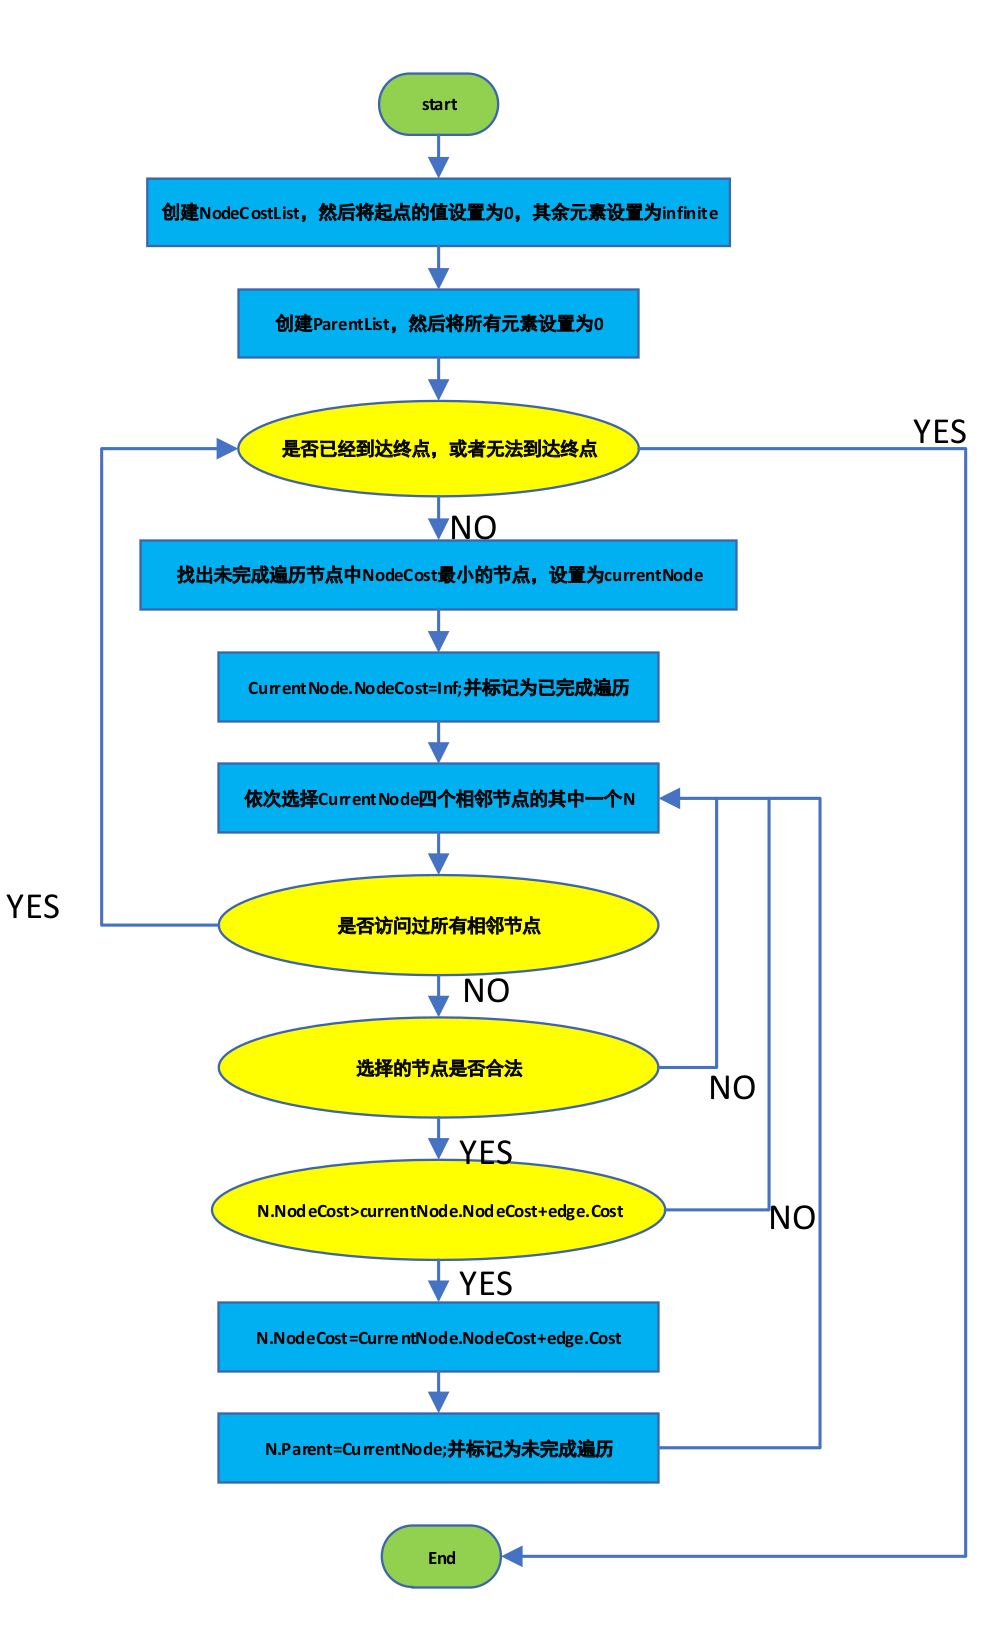 start
创建NodeCostList，然后将起点的值设置为0，其余元素设置为infinite
创建ParentList，然后将所有元素设置为0
是否已经到达终点，或者无法到达终点
YES
NO
找出未完成遍历节点中NodeCost最小的节点，设置为currentNode
CurrentNode.NodeCost=Inf;并标记为已完成遍历
依次选择CurrentNode四个相邻节点的其中一个N
YES
是否访问过所有相邻节点
NO
选择的节点是否合法
NO
YES
N.NodeCost>currentNode.NodeCost+edge.Cost
NO
YES
N.NodeCost=CurrentNode.NodeCost+edge.Cost
N.Parent=CurrentNode;并标记为未完成遍历
End